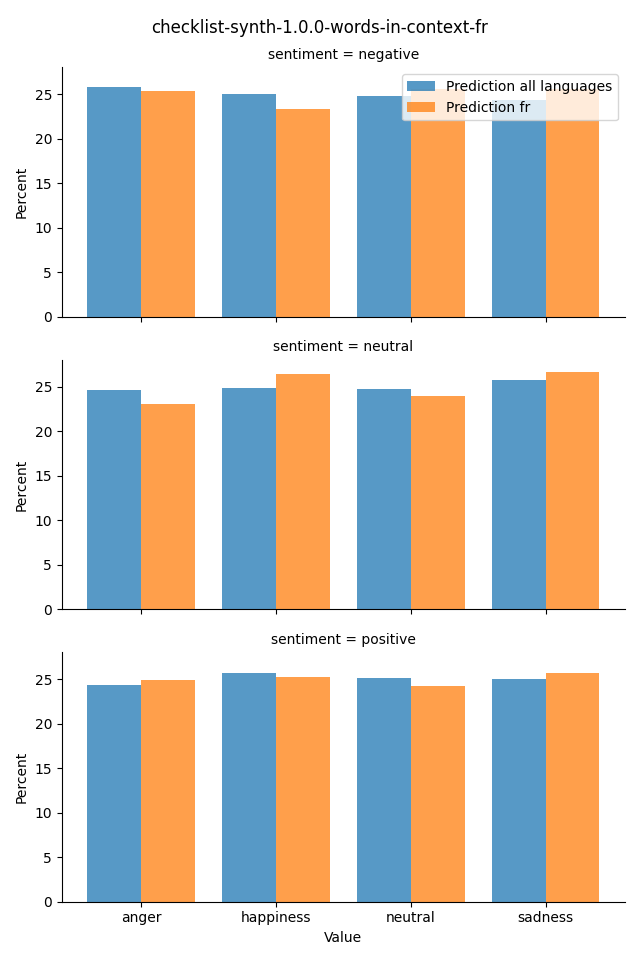 checklist-synth-1.0.0-words-in-context-fr
sentiment = negative
Prediction all languages
Prediction fr
25
20
15
10
5
0
Percent
sentiment = neutral
25
20
15
10
5
0
Percent
sentiment = positive
25
20
15
10
5
0
Percent
anger happiness neutral sadness
Value